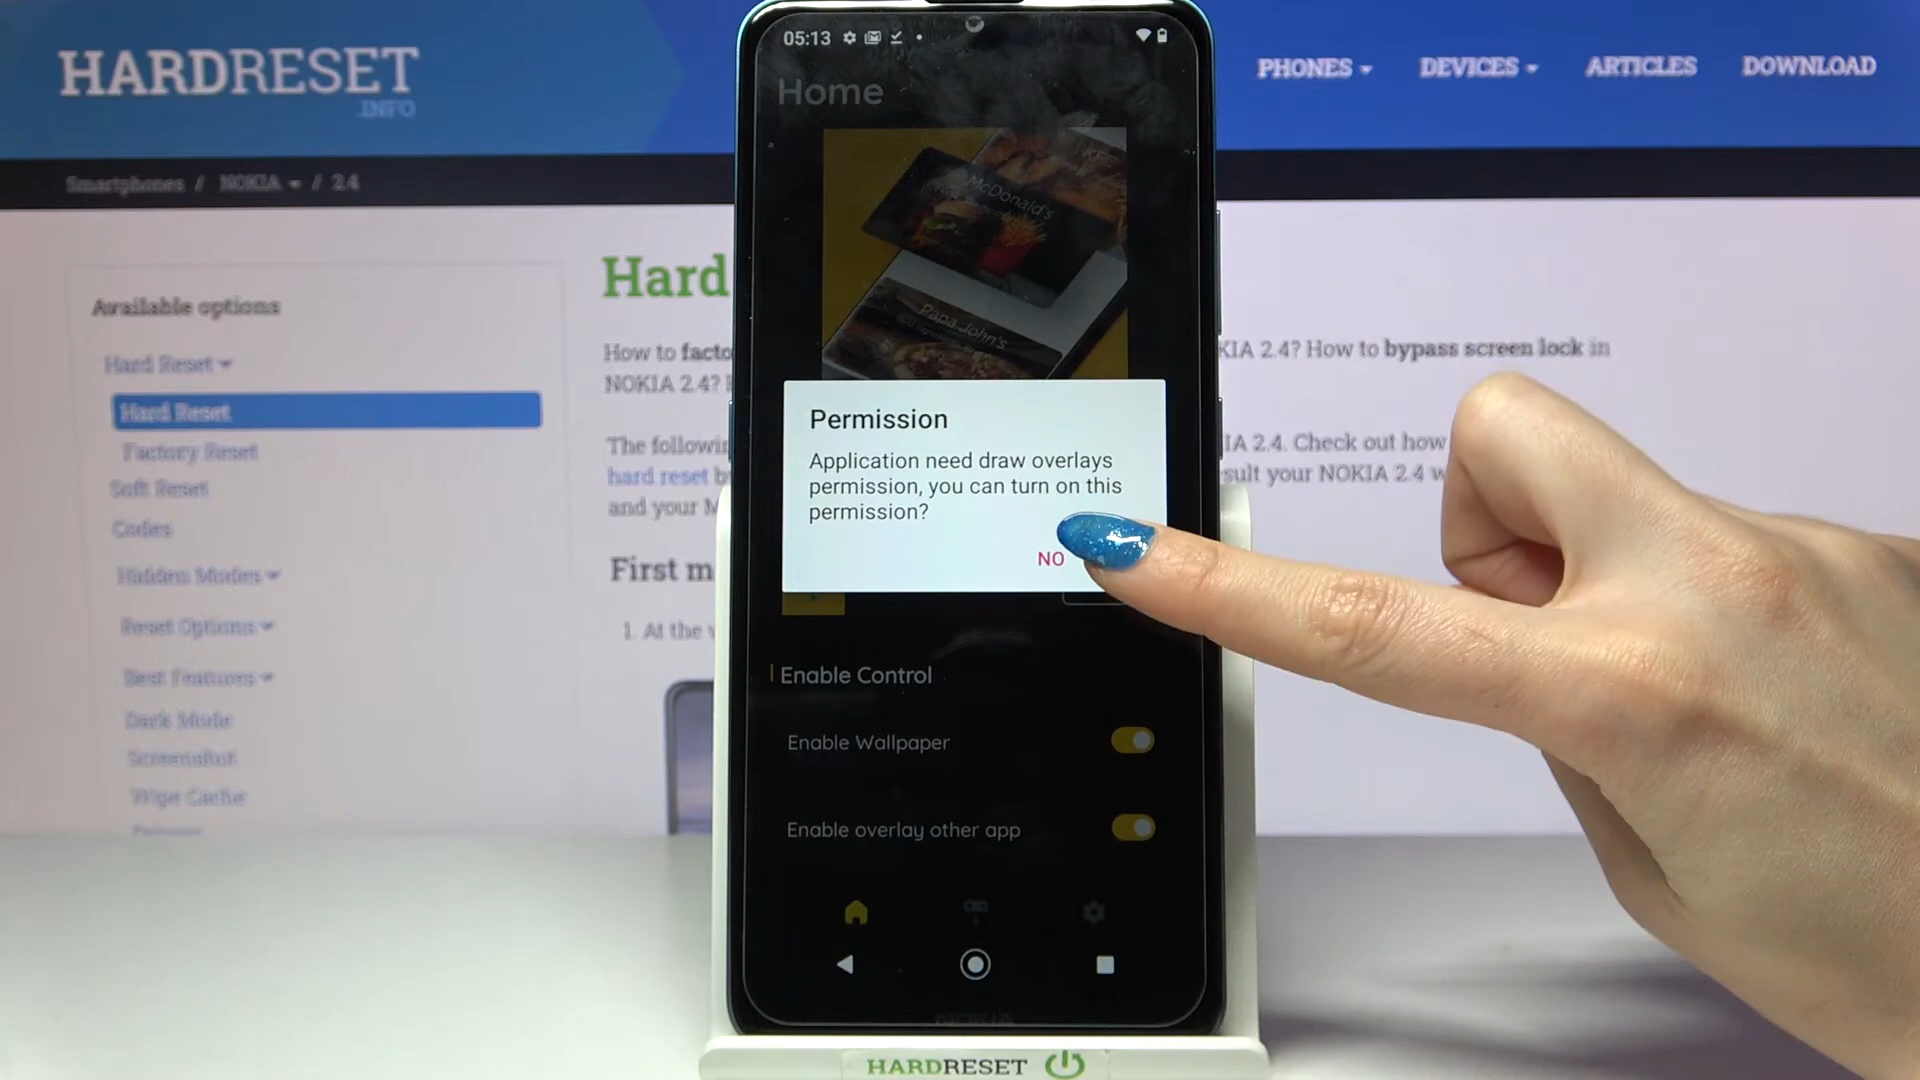 HARDRESET
.INFO
PHONES
DEVICES
ARTICLES
DOWNLOAD
Smartphones / NOKIA / 2.4
Available options
Hard Reset
Hard Reset
Factory Reset
Soft Reset
Codes
Hidden Modes
Reset Options
Best Features
Dark Mode
Screenshot
Wipe Cache
Hard
How to facto
NOKIA 2.4?
KIA 2.4? How to bypass screen lock in
The followin
hard reset
and your M
IA 2.4. Check out how
sult your NOKIA 2.4 w
First m
1. At the
05:13
Home
McDonald's
KFC
Papa John's
Permission
Application need draw overlays
permission, you can turn on this
permission?
NO
Enable Control
Enable Wallpaper
Enable overlay other app
NOKIA
HARDRESET